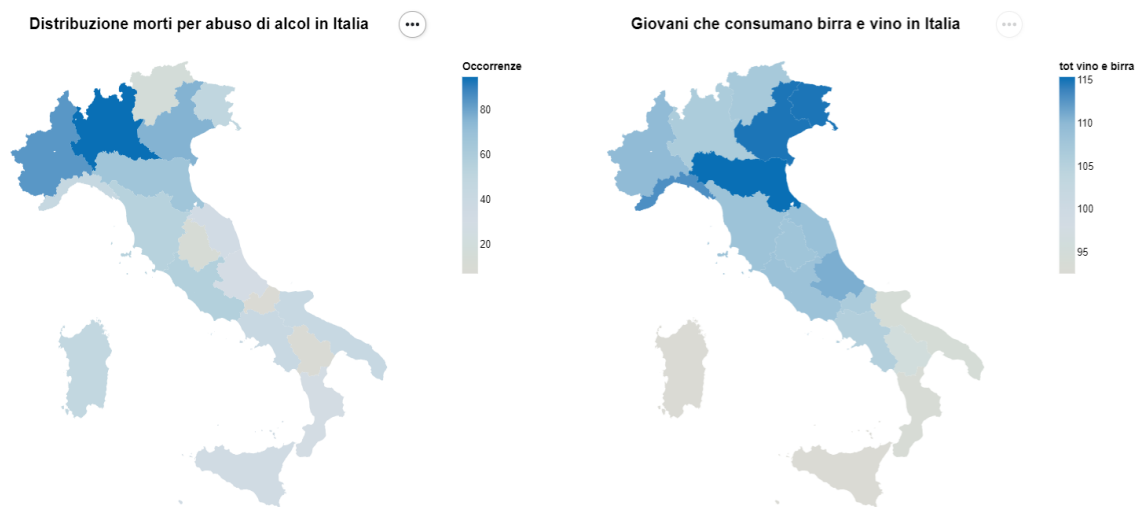 Distribuzione morti per abuso di alcol in Italia
Occorrenze
80
60
40
20
Giovani che consumano birra e vino in Italia
tot vino e birra
115
110
105
100
95